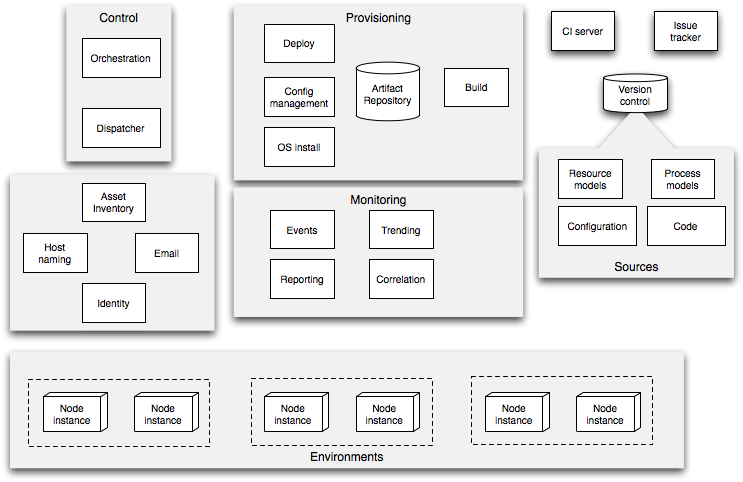 Control
Orchestration
Dispatcher
Provisioning
Deploy
Config
management
OS install
Artifact
Repository
Build
CI server
Issue
tracker
Version
control
Resource
models
Process
models
Configuration
Code
Sources
Asset
Inventory
Host
naming
Email
Identity
Monitoring
Events
Trending
Reporting
Correlation
Node
instance
Node
instance
Node
instance
Node
instance
Node
instance
Node
instance
Environments